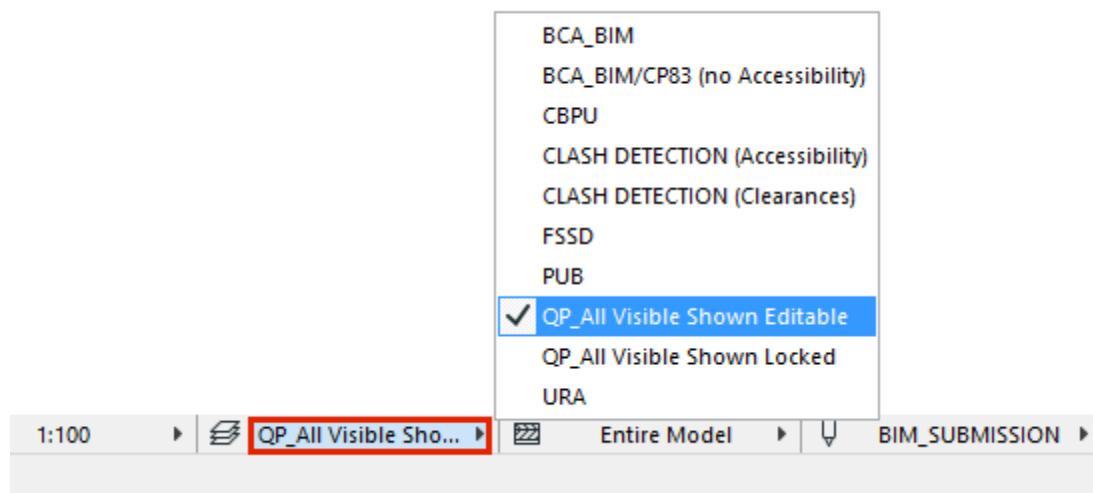 BCA_BIM
BCA_BIM/CP83 (no Accessibility)
CBPU
CLASH DETECTION (Accessibility)
CLASH DETECTION (Clearances)
FSSD
PUB
QP_All Visible Shown Editable
QP_All Visible Shown Locked
URA
1:100 QP_All Visible Sho... Entire Model BIM_SUBMISSION